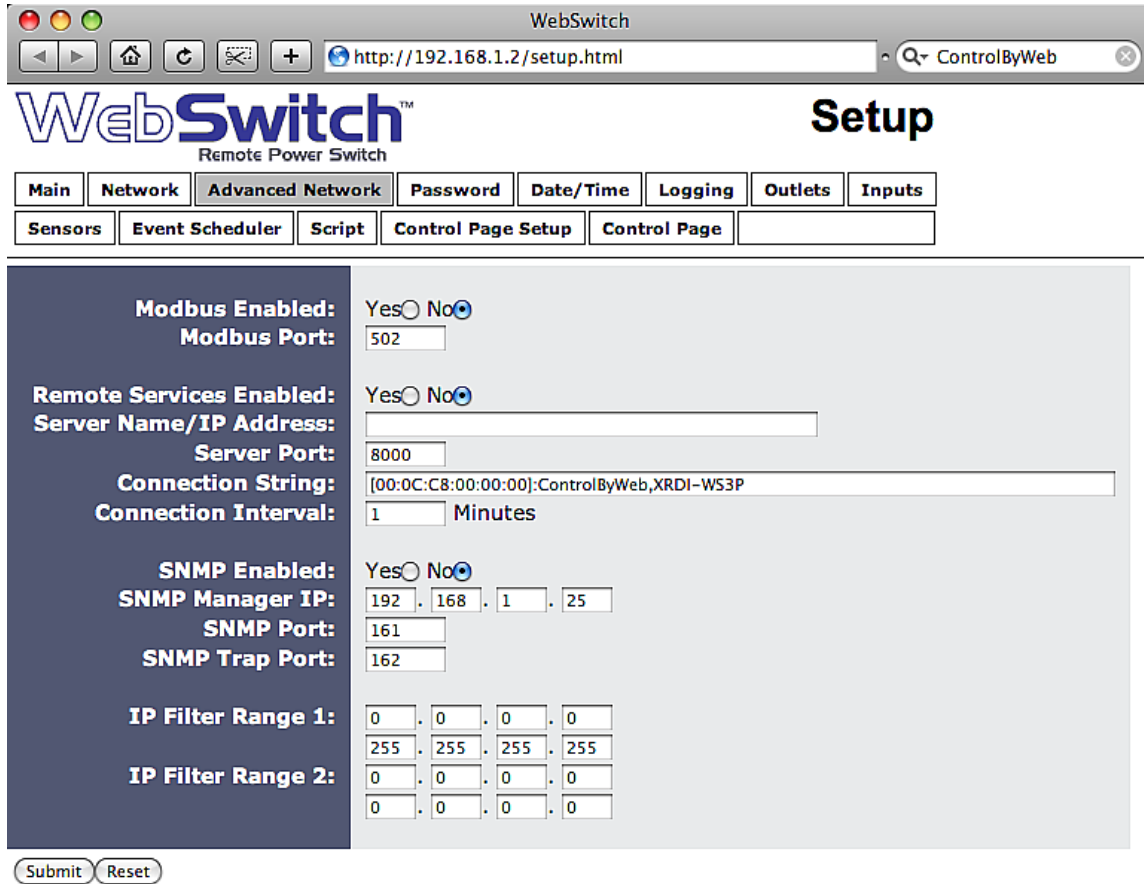 WebSwitch
http://192.168.1.2/setup.html
ControlByWeb
WebSwitch™
Remote Power Switch
Setup
Main Network Advanced Network Password Date/Time Logging Outlets Inputs
Sensors Event Scheduler Script Control Page Setup Control Page
Modbus Enabled: Yes No
Modbus Port: 502
Remote Services Enabled: Yes No
Server Name/IP Address:
Server Port: 8000
Connection String: [00:0C:C8:00:00:00]:ControlByWeb,XRDI-WS3P
Connection Interval: 1 Minutes
SNMP Enabled: Yes No
SNMP Manager IP: 192 . 168 . 1 . 25
SNMP Port: 161
SNMP Trap Port: 162
IP Filter Range 1: 0 . 0 . 0 . 0
255 . 255 . 255 . 255
IP Filter Range 2: 0 . 0 . 0 . 0
0 . 0 . 0 . 0
Submit Reset